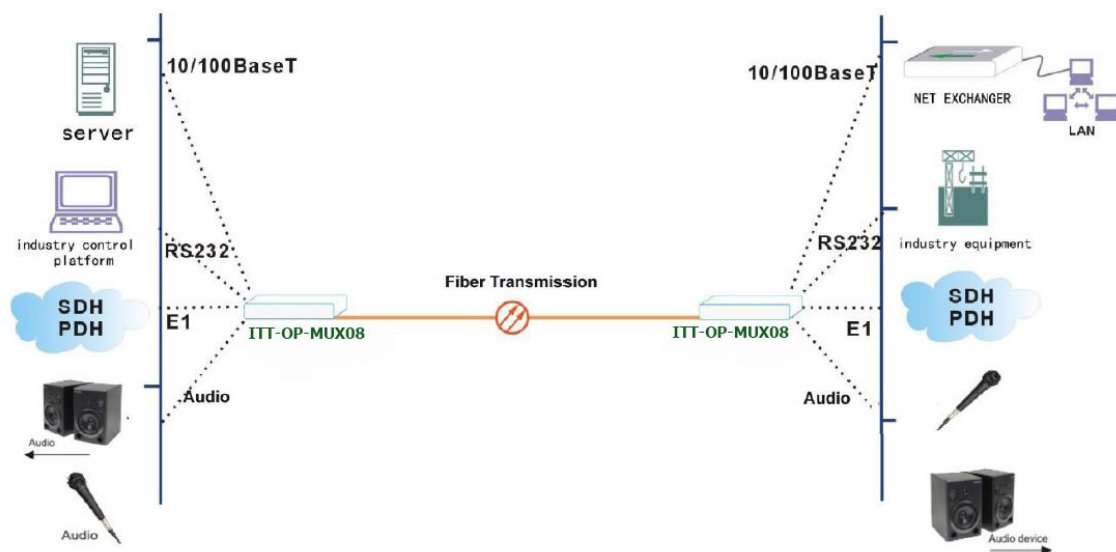 10/100BaseT
server
industry control
platform
RS232
SDH
PDH
E1
ITT-OP-MUX08
Audio
Audio
Audio
Fiber Transmission
10/100BaseT
NET EXCHANGER
LAN
RS232
industry equipment
ITT-OP-MUX08
E1
SDH
PDH
Audio
Audio device